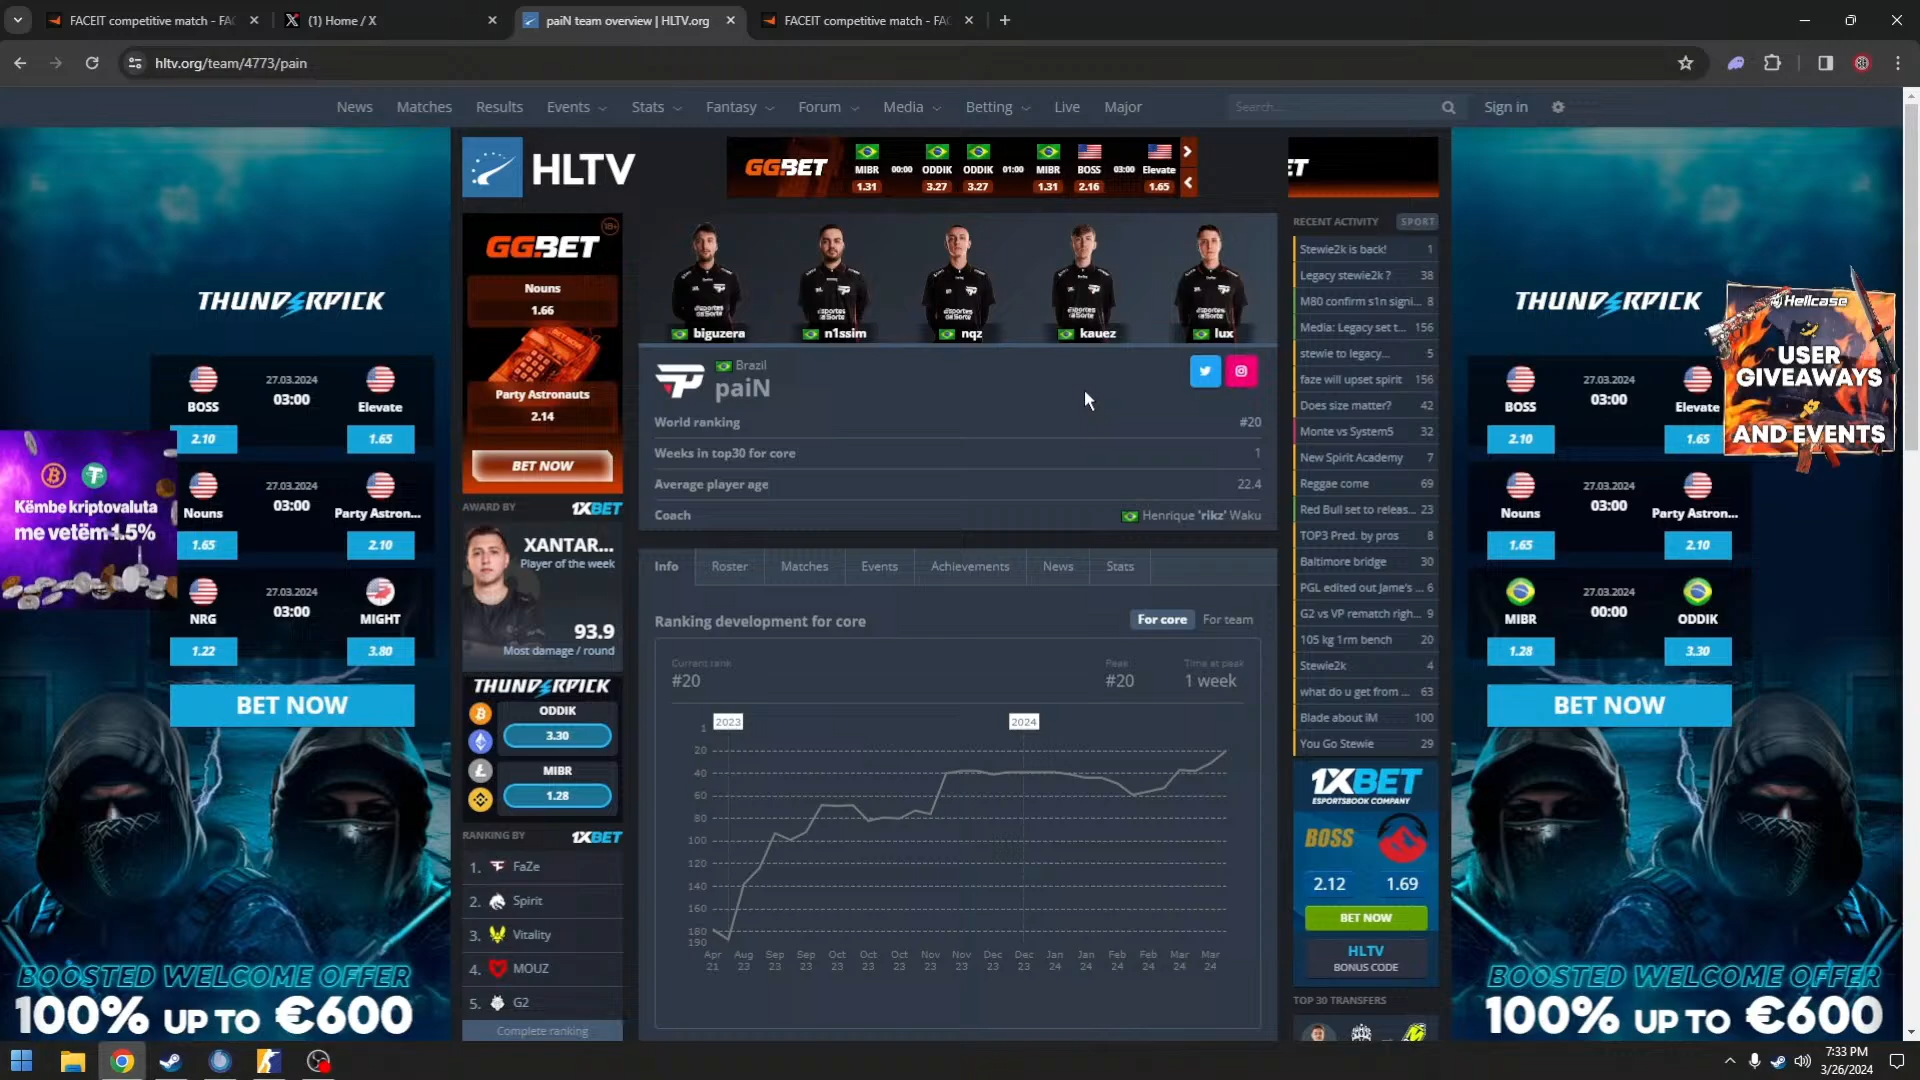 FACEIT competitive match - FAC
(1) Home / X
paiN team overview | HLTV.org
FACEIT competitive match - FAC
hltv.org/team/4773/pain
News Matches Results Events Stats Fantasy Forum Media Betting Live Major
Search...
Sign in
HLTV
GG.BET
MIBR 00:00 ODDIK ODDIK 01:00 MIBR BOSS 03:00 Elevate
1.31 3.27 3.27 1.31 2.16 1.65
ET
THUNDERPICK
BOSS
27.03.2024
03:00
Elevate
2.10
1.65
Nouns
27.03.2024
03:00
Party Astron...
1.65
2.10
NRG
27.03.2024
03:00
MIGHT
1.22
3.80
BET NOW
BOOSTED WELCOME OFFER
100% UP TO €600
Këmbe kriptovaluta
me vetëm 1.5%
18+
GG.BET
Nouns
1.66
Party Astronauts
2.14
BET NOW
AWARD BY 1XBET
XANTAR...
Player of the week
93.9
Most damage / round
THUNDERPICK
ODDIK
3.30
MIBR
1.28
RANKING BY 1XBET
1. FaZe
2. Spirit
3. Vitality
4. MOUZ
5. G2
Complete ranking
biguzera n1ssim nqz kauez lux
Brazil
paiN
World ranking #20
Weeks in top30 for core 1
Average player age 22.4
Coach Henrique 'rikz' Waku
Info Roster Matches Events Achievements News Stats
Ranking development for core For core For team
Current rank Peak Time at peak
#20 #20 1 week
2023 2024
1
20
40
60
80
100
120
140
160
180
190
Apr Aug Sep Sep Oct Oct Oct Nov Nov Dec Dec Jan Jan Feb Feb Mar Mar
21 23 23 23 23 23 23 23 23 23 23 24 24 24 24 24 24
RECENT ACTIVITY SPORT
Stewie2k is back! 1
Legacy stewie2k ? 38
M80 confirm s1n signi... 8
Media: Legacy set t... 156
stewie to legacy... 5
faze will upset spirit 156
Does size matter? 42
Monte vs System5 32
New Spirit Academy 7
Reggae come 69
Red Bull set to releas... 23
TOP3 Pred. by pros 8
Baltimore bridge 30
PGL edited out Jame's ... 6
G2 vs VP rematch righ... 9
105 kg 1rm bench 20
Stewie2k 4
what do u get from ... 63
Blade about iM 100
You Go Stewie 29
1XBET
ESPORTSBOOK COMPANY
BOSS
2.12 1.69
BET NOW
HLTV
BONUS CODE
TOP 30 TRANSFERS
THUNDERPICK
BOSS
27.03.2024
03:00
Elevate
2.10
1.65
Nouns
27.03.2024
03:00
Party Astron...
1.65
2.10
MIBR
27.03.2024
00:00
ODDIK
1.28
3.30
BET NOW
BOOSTED WELCOME OFFER
100% UP TO €600
Hellcase
USER
GIVEAWAYS
AND EVENTS
7:33 PM
3/26/2024